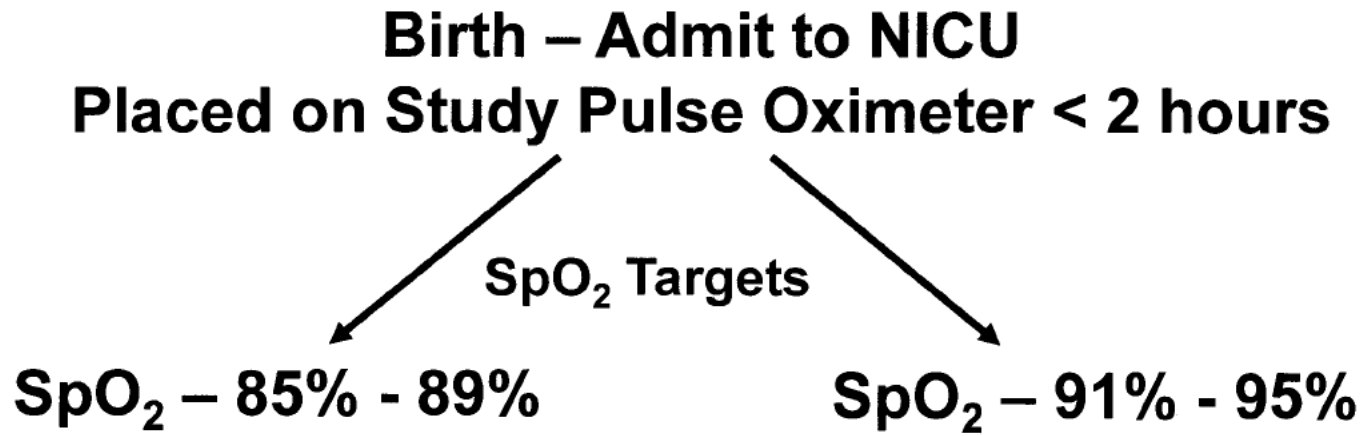 Birth – Admit to NICU
Placed on Study Pulse Oximeter < 2 hours
SpO₂ Targets
SpO₂ – 85% - 89%
SpO₂ – 91% - 95%